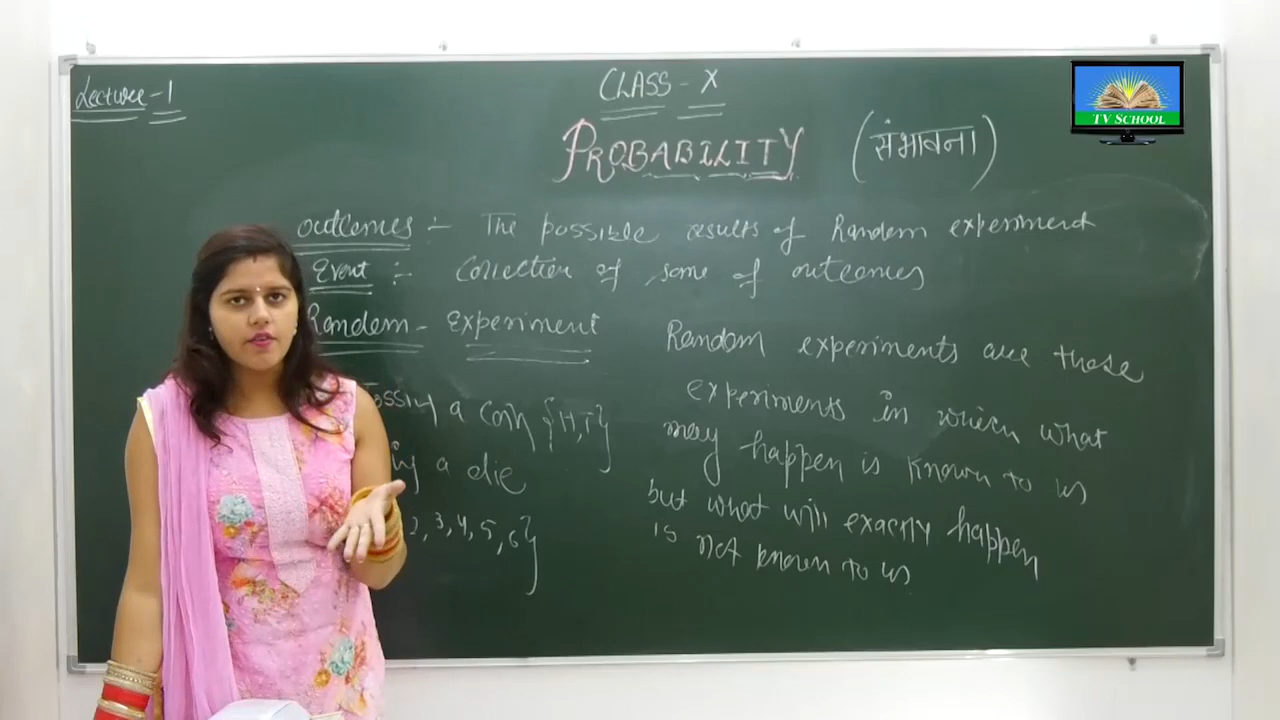 Lecture-1
CLASS-X
PROBABILITY (संभावना)
TV SCHOOL
outcomes :- The possible results of Random experiment
Event :- Collection of some of outcomes
Random-Experiment
a Coin {H,T}
a die
2, 3, 4, 5, 6}
Random experiments are those
experiments in which what
may happen is known to us
but what will exactly happen
is not known to us